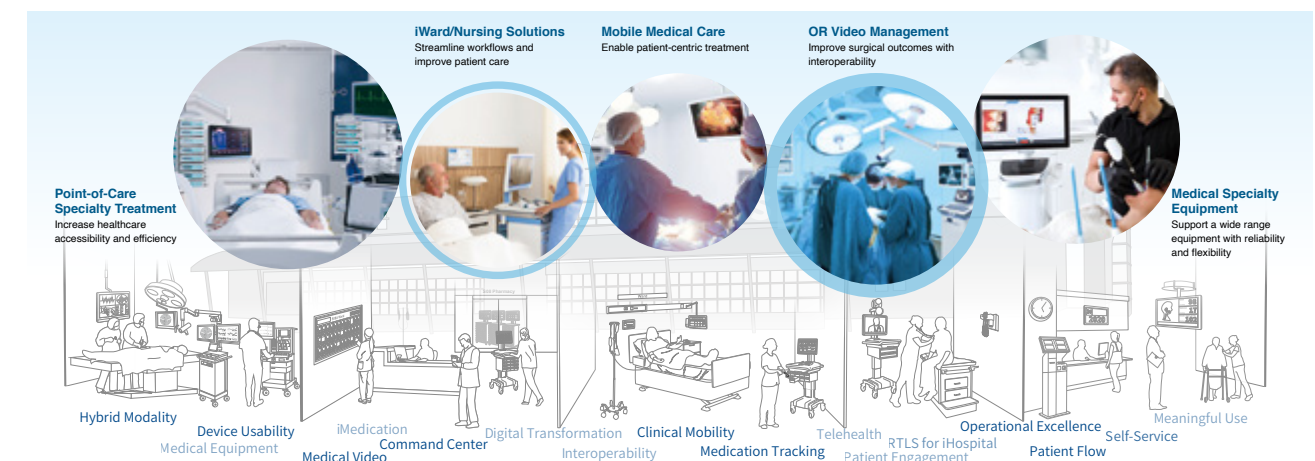 iWard/Nursing Solutions
Streamline workflows and
improve patient care
Mobile Medical Care
Enable patient-centric treatment
OR Video Management
Improve surgical outcomes with
interoperability
Point-of-Care
Specialty Treatment
Increase healthcare
accessibility and efficiency
Medical Specialty
Equipment
Support a wide range
equipment with reliability
and flexibility
Hybrid Modality
Medical Equipment
Device Usability
Medical Video
iMedication
Command Center
Digital Transformation
Interoperability
Clinical Mobility
Medication Tracking
Telehealth
RTLS for iHospital
Patient Engagement
Operational Excellence
Patient Flow
Self-Service
Meaningful Use